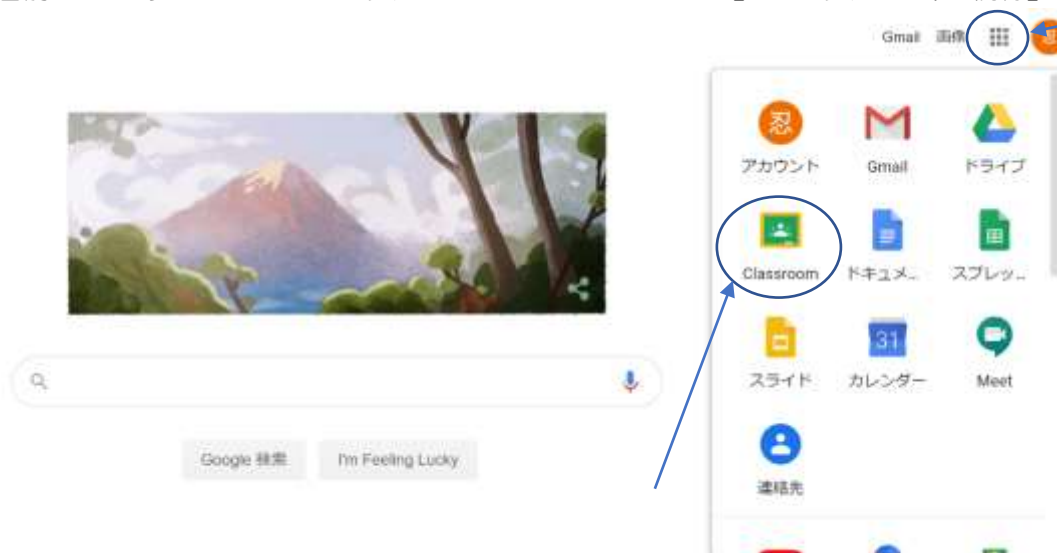 Gmail 画像
忍
アカウント Gmail ドライブ
Classroom ドキュメ... スプレッ...
31
スライド カレンダー Meet
Google 検索 I'm Feeling Lucky
連絡先